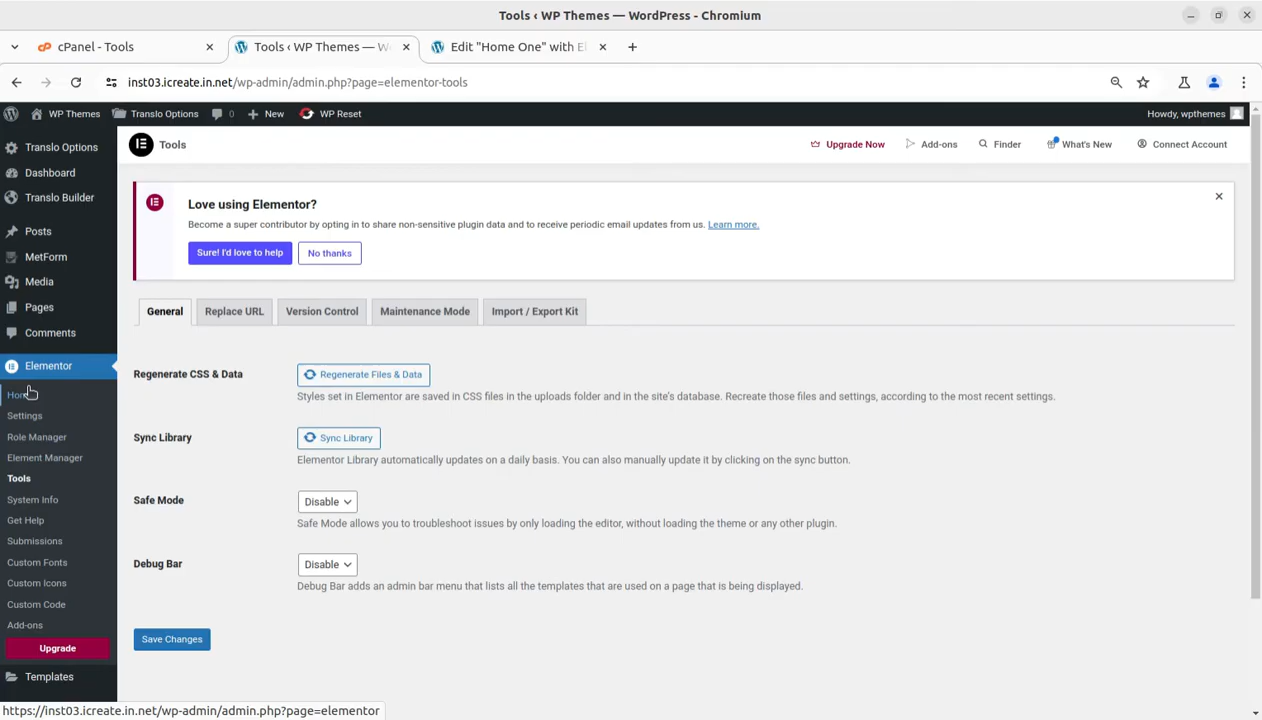 Tools ‹ WP Themes — WordPress - Chromium
cPanel - Tools
Tools ‹ WP Themes — W
Edit "Home One" with E
inst03.icreate.in.net/wp-admin/admin.php?page=elementor-tools
WP Themes
Translo Options
0
New
WP Reset
Howdy, wpthemes
Translo Options
Dashboard
Translo Builder
Posts
MetForm
Media
Pages
Comments
Elementor
Home
Settings
Role Manager
Element Manager
Tools
System Info
Get Help
Submissions
Custom Fonts
Custom Icons
Custom Code
Add-ons
Upgrade
Templates
Tools
Upgrade Now
Add-ons
Finder
What's New
Connect Account
Love using Elementor?
Become a super contributor by opting in to share non-sensitive plugin data and to receive periodic email updates from us. Learn more.
Sure! I'd love to help
No thanks
General
Replace URL
Version Control
Maintenance Mode
Import / Export Kit
Regenerate CSS & Data
Regenerate Files & Data
Styles set in Elementor are saved in CSS files in the uploads folder and in the site's database. Recreate those files and settings, according to the most recent settings.
Sync Library
Sync Library
Elementor Library automatically updates on a daily basis. You can also manually update it by clicking on the sync button.
Safe Mode
Disable
Safe Mode allows you to troubleshoot issues by only loading the editor, without loading the theme or any other plugin.
Debug Bar
Disable
Debug Bar adds an admin bar menu that lists all the templates that are used on a page that is being displayed.
Save Changes
https://inst03.icreate.in.net/wp-admin/admin.php?page=elementor